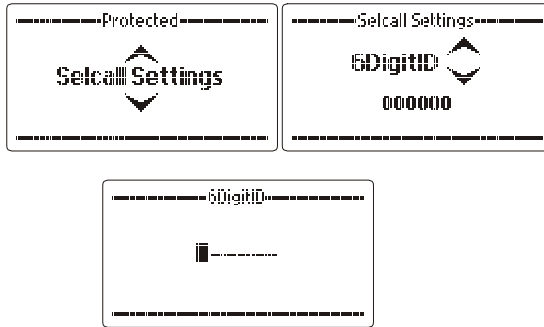 Protected
Selcall Settings
Selcall Settings
6DigitID
000000
6DigitID